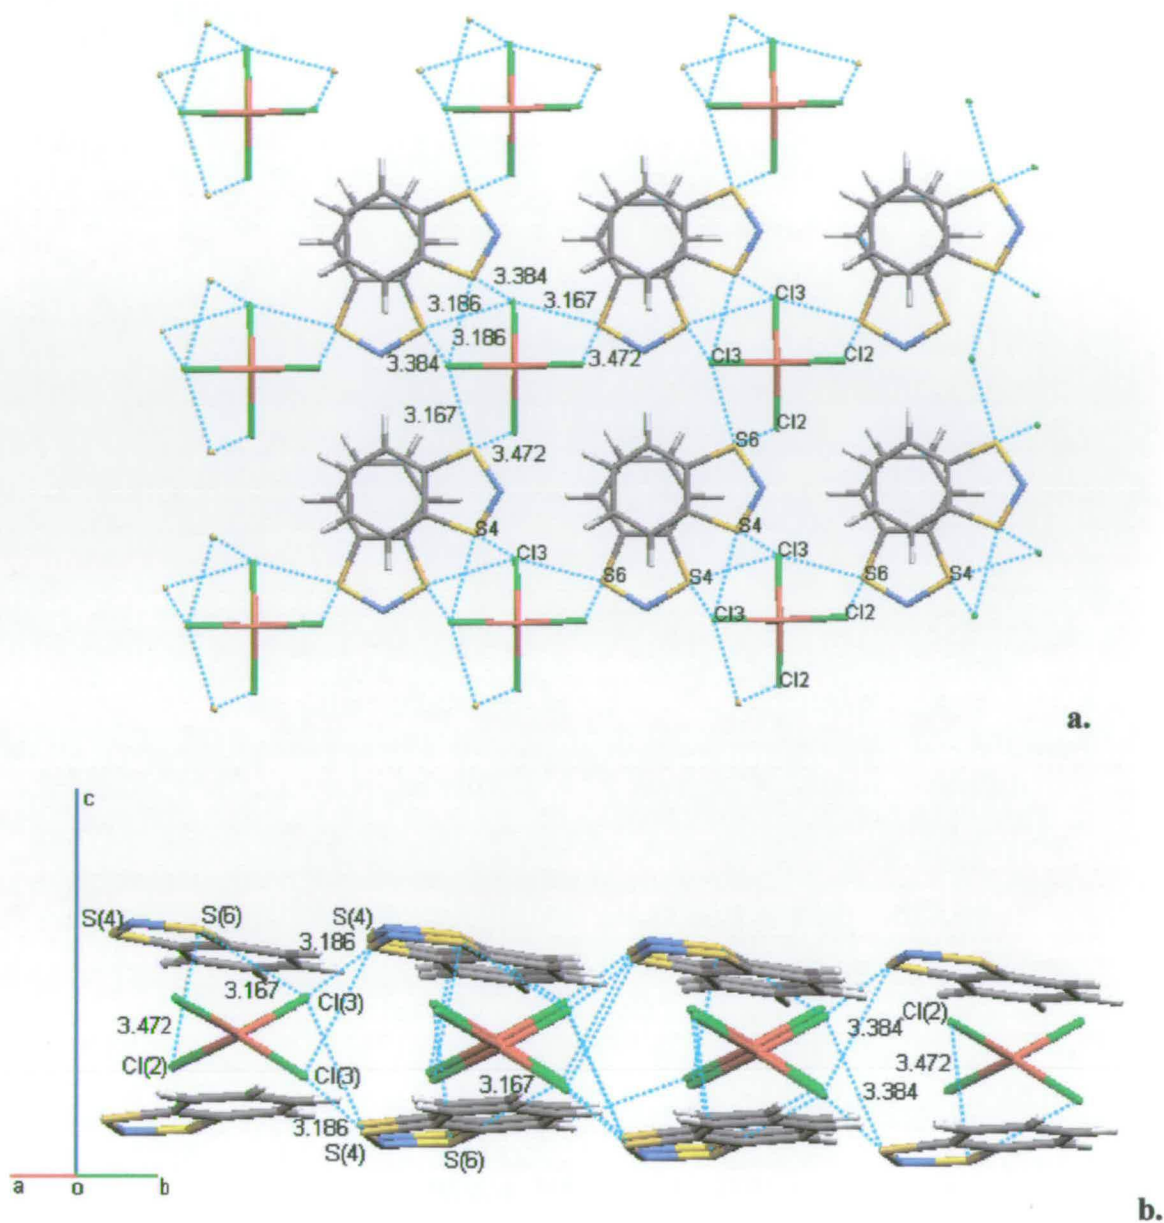 3.384
Cl3
3.186
3.167
3.186
3.384
3.472
Cl3
Cl2
3.167
Cl2
S6
3.472
S4
S4
Cl3
Cl3
S6
S4
S6
S4
Cl3
Cl2
Cl2
a.
c
S(4)
S(6)
S(4)
3.186
3.167
Cl(3)
Cl(2)
3.472
3.384
Cl(2)
Cl(3)
3.167
3.472
3.384
3.186
S(4)
S(6)
a
o
b
b.